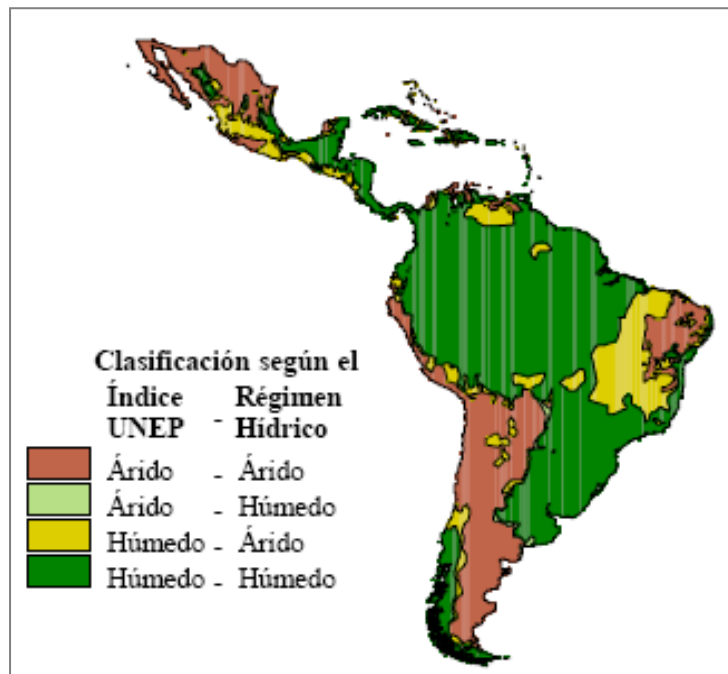 Clasificación según el
Índice Régimen
UNEP - Hídrico
Árido - Árido
Árido - Húmedo
Húmedo - Árido
Húmedo - Húmedo